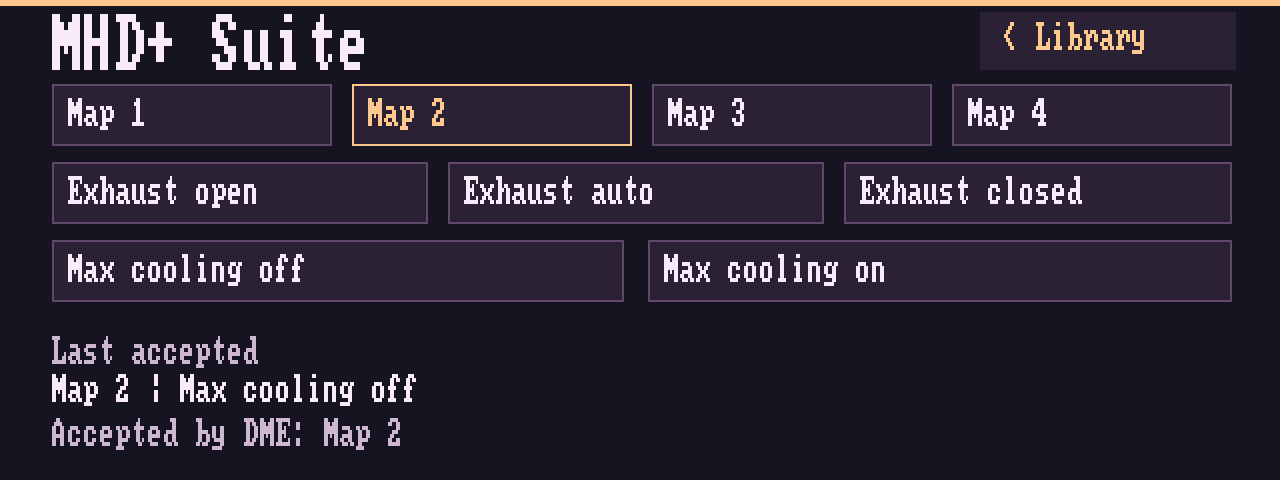 MHD+ Suite
‹ Library
Map 1
Map 2
Map 3
Map 4
Exhaust open
Exhaust auto
Exhaust closed
Max cooling off
Max cooling on
Last accepted
Map 2 ¦ Max cooling off
Accepted by DME: Map 2